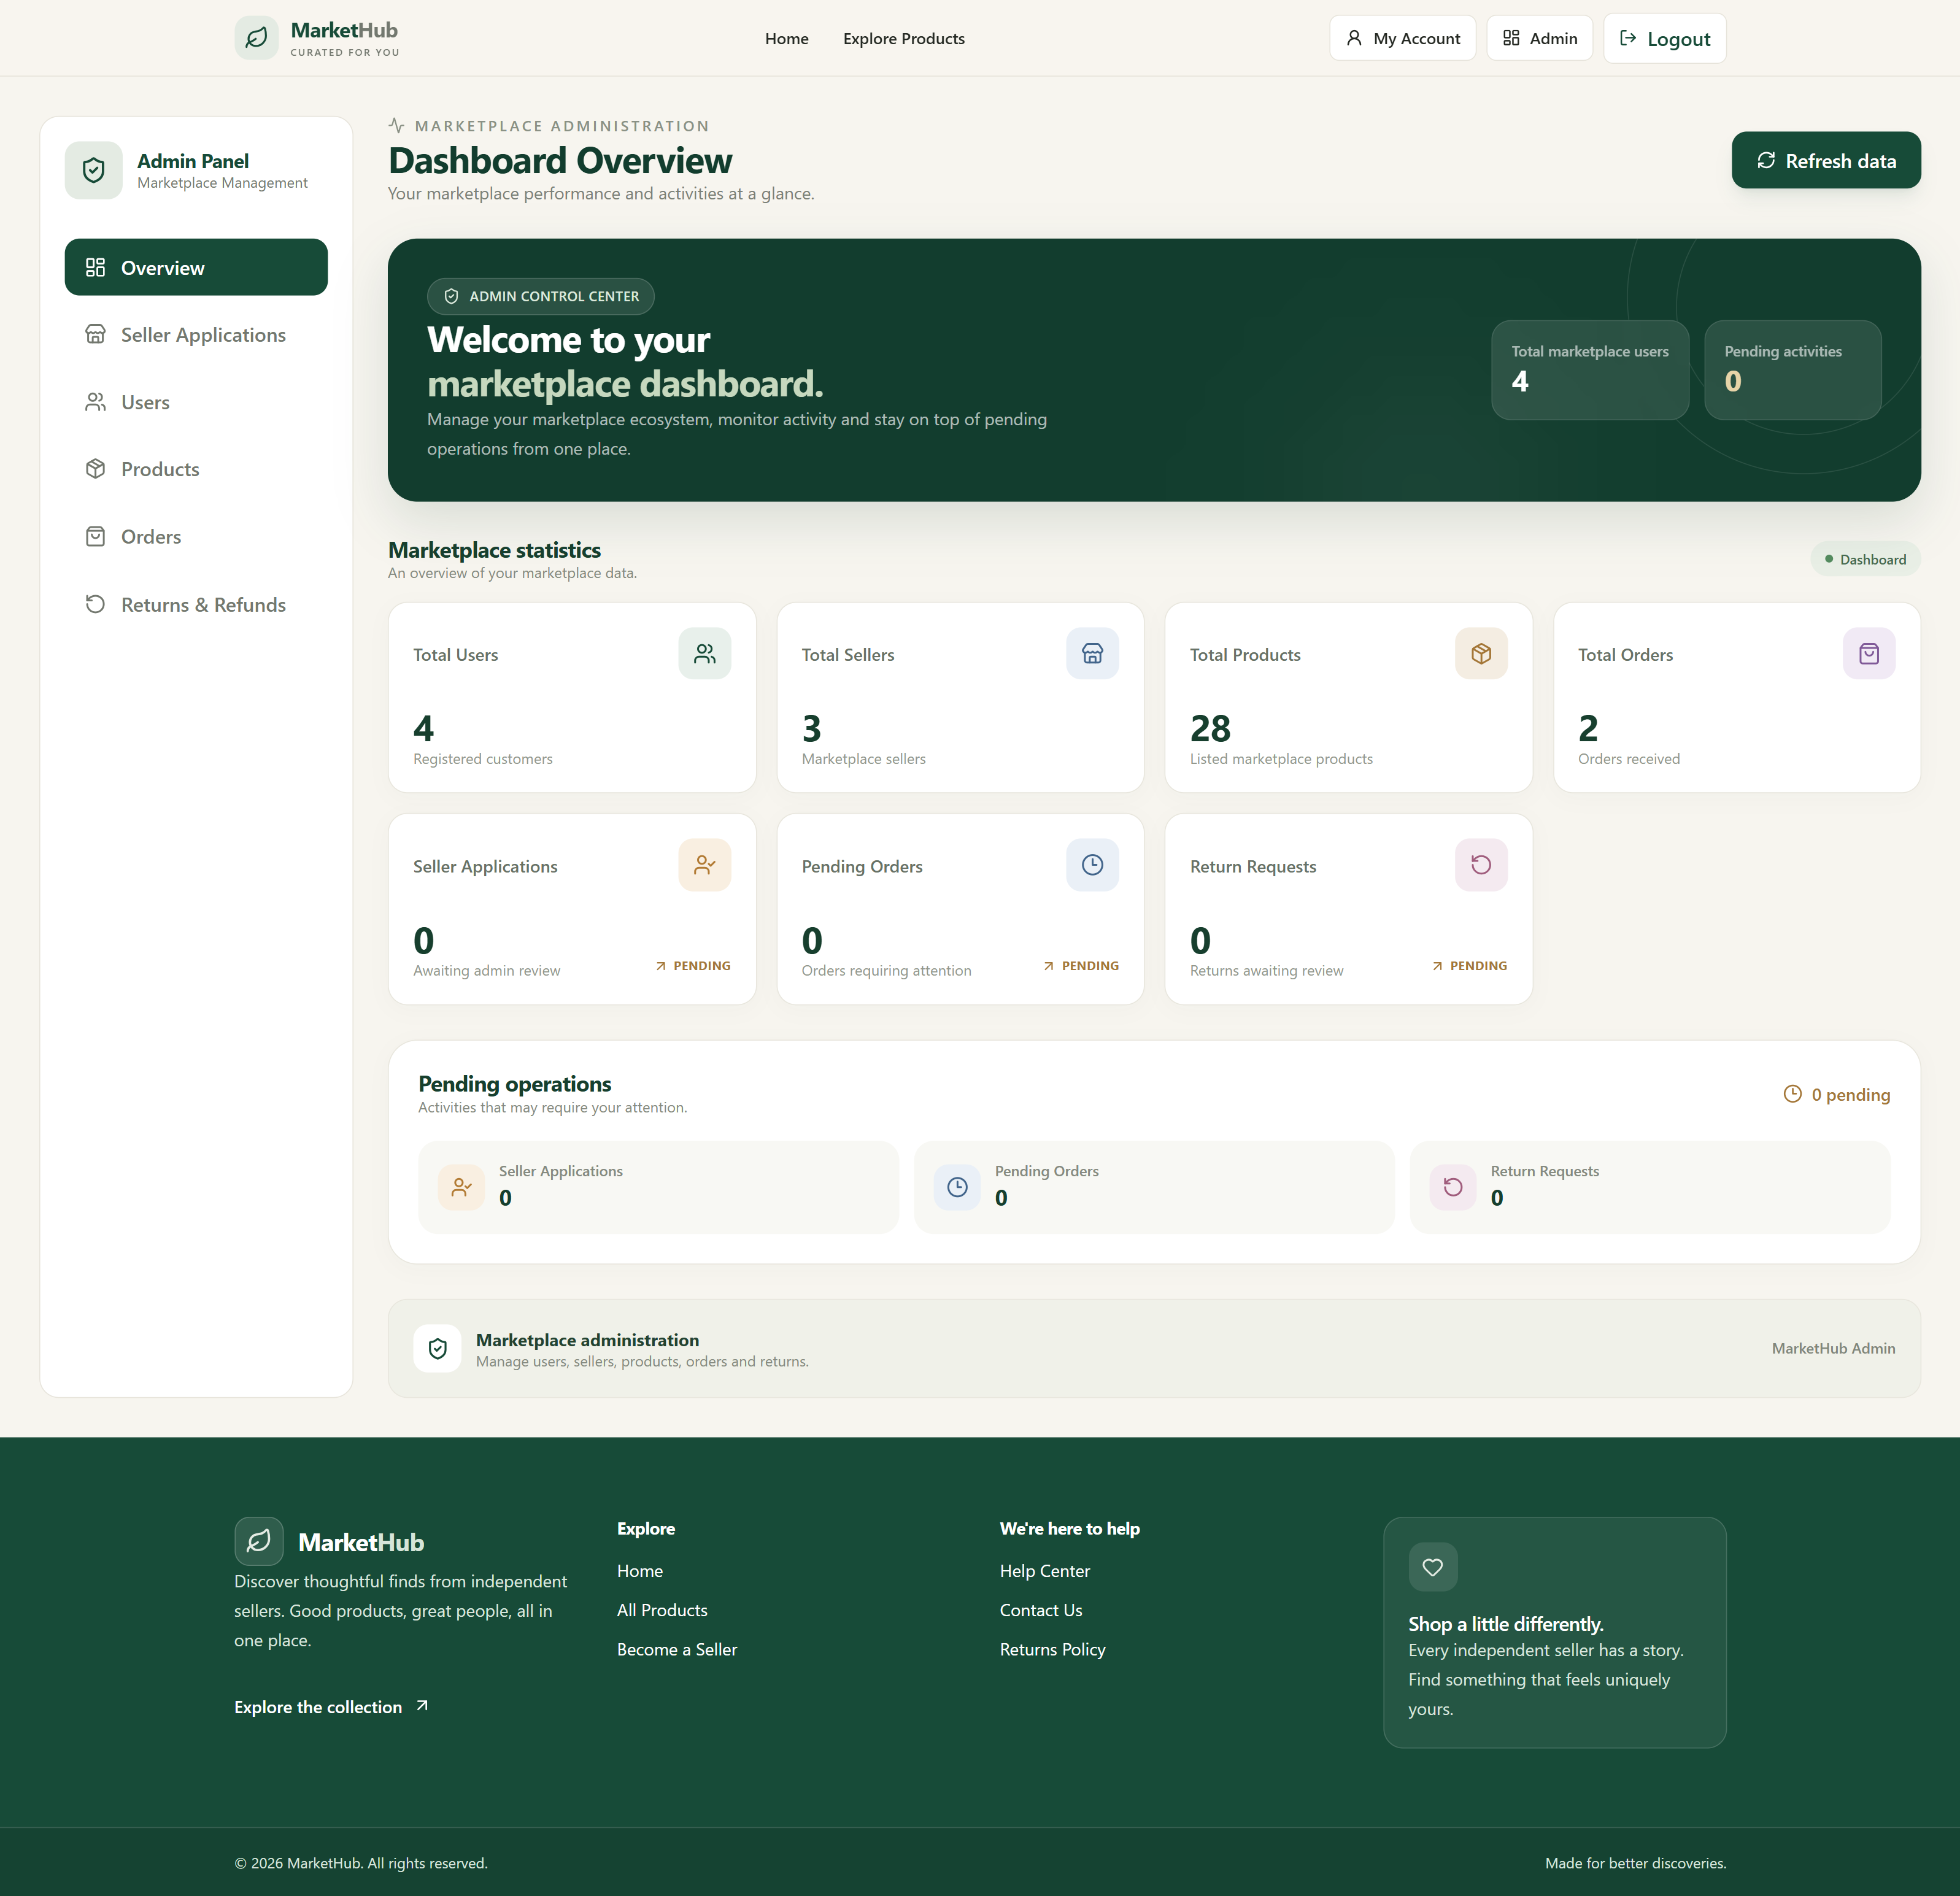 MarketHub
CURATED FOR YOU
Home
Explore Products
My Account
Admin
Logout
Admin Panel
Marketplace Management
Overview
Seller Applications
Users
Products
Orders
Returns & Refunds
MARKETPLACE ADMINISTRATION
Dashboard Overview
Your marketplace performance and activities at a glance.
Refresh data
ADMIN CONTROL CENTER
Welcome to your
marketplace dashboard.
Manage your marketplace ecosystem, monitor activity and stay on top of pending
operations from one place.
Total marketplace users
4
Pending activities
0
Marketplace statistics
An overview of your marketplace data.
Dashboard
Total Users
4
Registered customers
Total Sellers
3
Marketplace sellers
Total Products
28
Listed marketplace products
Total Orders
2
Orders received
Seller Applications
0
Awaiting admin review
PENDING
Pending Orders
0
Orders requiring attention
PENDING
Return Requests
0
Returns awaiting review
PENDING
Pending operations
Activities that may require your attention.
0 pending
Seller Applications
0
Pending Orders
0
Return Requests
0
Marketplace administration
Manage users, sellers, products, orders and returns.
MarketHub Admin
MarketHub
Discover thoughtful finds from independent
sellers. Good products, great people, all in
one place.
Explore the collection
Explore
Home
All Products
Become a Seller
We're here to help
Help Center
Contact Us
Returns Policy
Shop a little differently.
Every independent seller has a story.
Find something that feels uniquely
yours.
© 2026 MarketHub. All rights reserved.
Made for better discoveries.